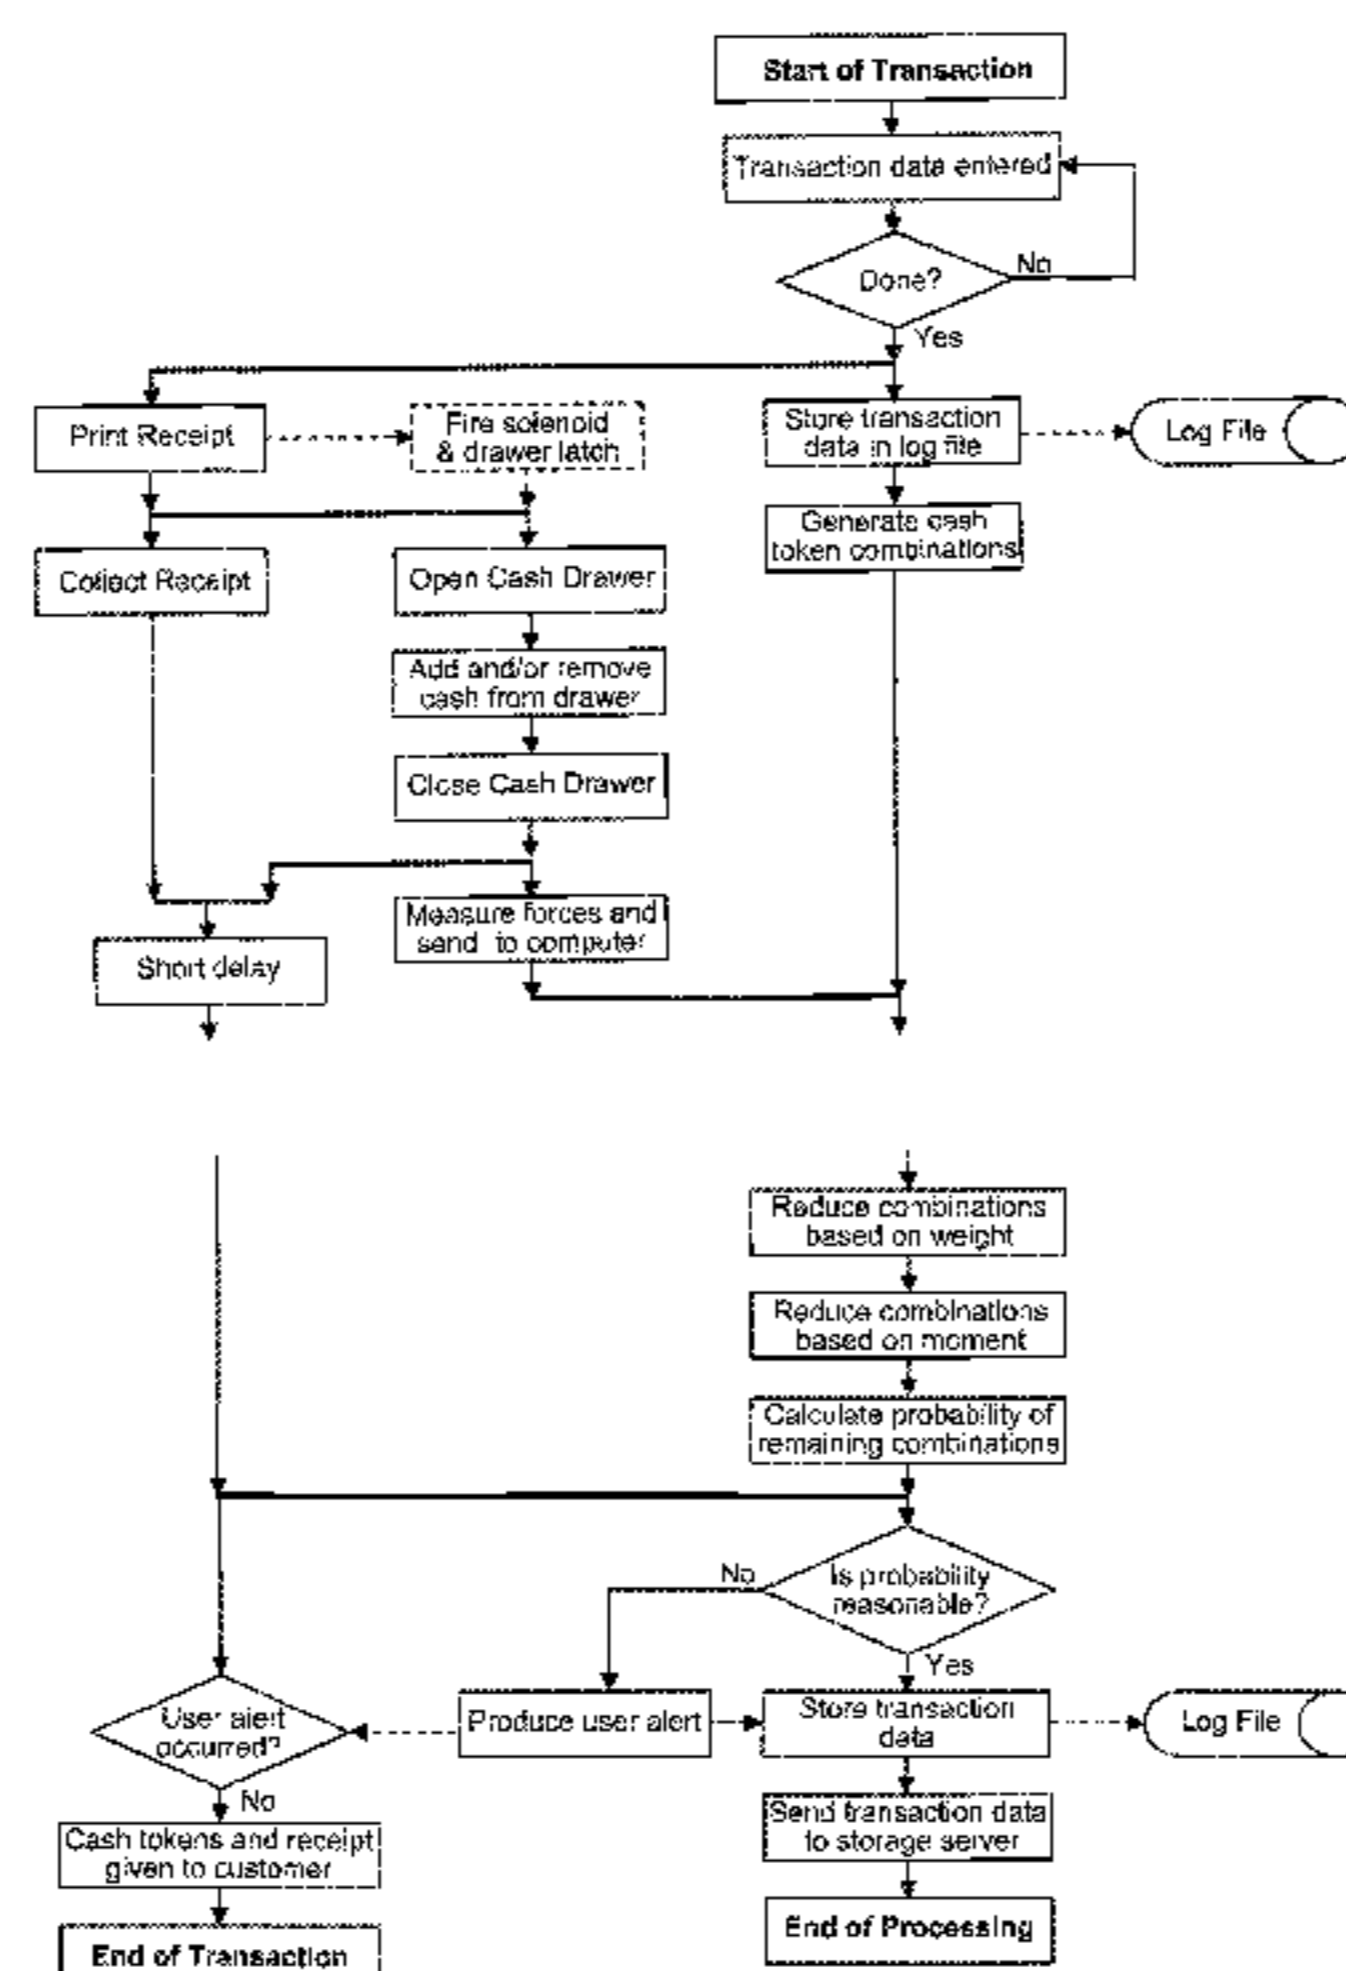 Start of Transaction
Transaction data entered
Done?
No
Yes
Print Receipt
Fire solenoid
& drawer latch
Store transaction
data in log file
Log File
Generate cash
token combinations
Collect Receipt
Open Cash Drawer
Add and/or remove
cash from drawer
Close Cash Drawer
Measure forces and
send to computer
Short delay
Reduce combinations
based on weight
Reduce combinations
based on moment
Calculate probability of
remaining combinations
No
Is probability
reasonable?
Yes
User alert
occurred?
Produce user alert
Store transaction
data
Log File
No
Send transaction data
to storage server
Cash tokens and receipt
given to customer
End of Processing
End of Transaction